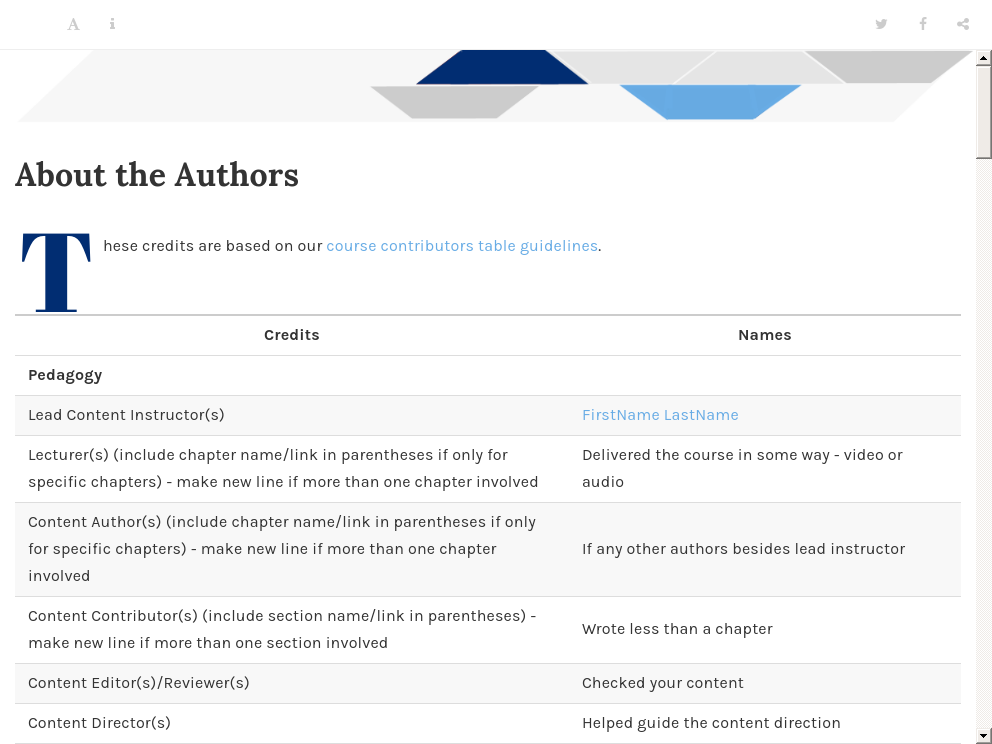 A i
About the Authors
These credits are based on our course contributors table guidelines.
Credits Names
Pedagogy
Lead Content Instructor(s) FirstName LastName
Lecturer(s) (include chapter name/link in parentheses if only for
specific chapters) - make new line if more than one chapter involved
Delivered the course in some way - video or
audio
Content Author(s) (include chapter name/link in parentheses if only
for specific chapters) - make new line if more than one chapter
involved
If any other authors besides lead instructor
Content Contributor(s) (include section name/link in parentheses) -
make new line if more than one section involved
Wrote less than a chapter
Content Editor(s)/Reviewer(s) Checked your content
Content Director(s) Helped guide the content direction